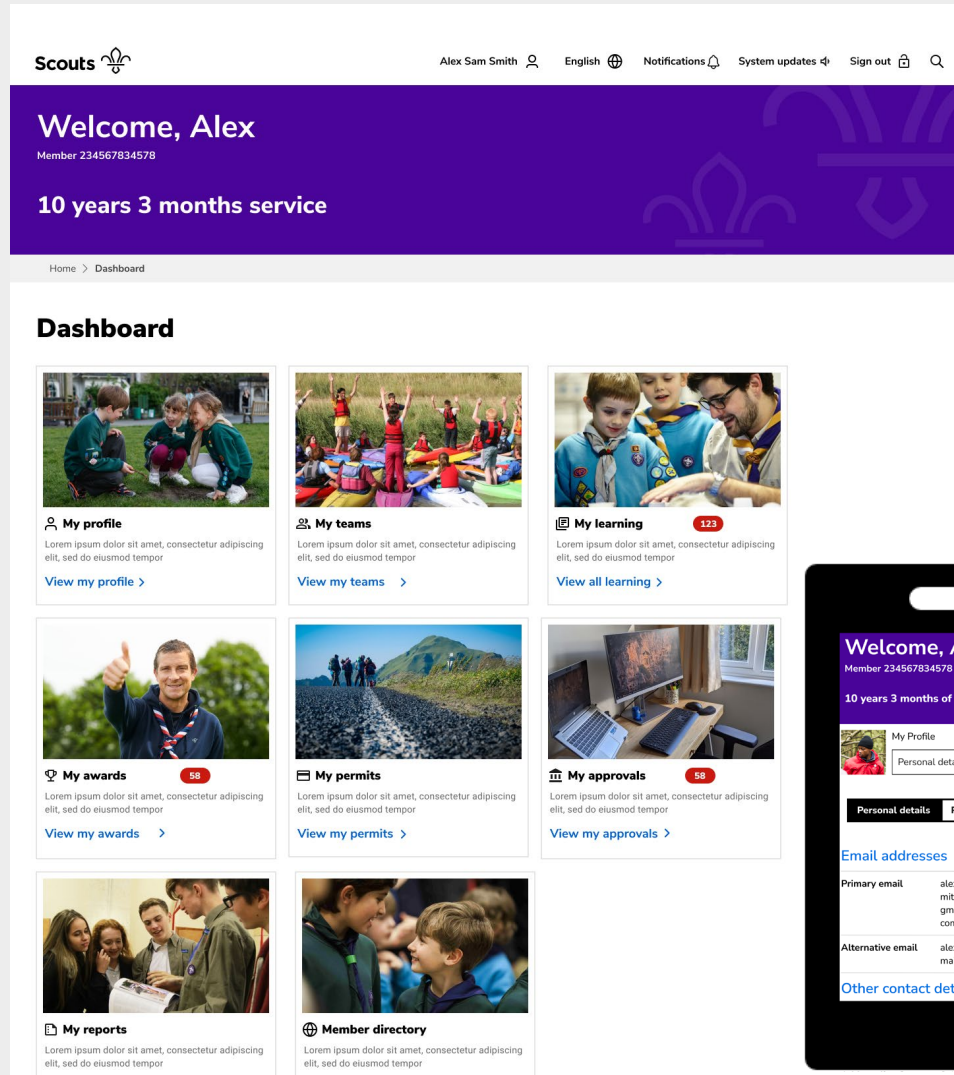 Scouts
Alex Sam Smith English Notifications System updates Sign out
Welcome, Alex
Member 234567834578
10 years 3 months service
Home > Dashboard
Dashboard
My profile
Lorem ipsum dolor sit amet, consectetur adipiscing
elit, sed do eiusmod tempor
View my profile >
My teams
Lorem ipsum dolor sit amet, consectetur adipiscing
elit, sed do eiusmod tempor
View my teams >
My learning 123
Lorem ipsum dolor sit amet, consectetur adipiscing
elit, sed do eiusmod tempor
View all learning >
My awards 58
Lorem ipsum dolor sit amet, consectetur adipiscing
elit, sed do eiusmod tempor
View my awards >
My permits
Lorem ipsum dolor sit amet, consectetur adipiscing
elit, sed do eiusmod tempor
View my permits >
My approvals 58
Lorem ipsum dolor sit amet, consectetur adipiscing
elit, sed do eiusmod tempor
View my approvals >
My reports
Lorem ipsum dolor sit amet, consectetur adipiscing
elit, sed do eiusmod tempor
Member directory
Lorem ipsum dolor sit amet, consectetur adipiscing
elit, sed do eiusmod tempor
Welcome,
Member 234567834578
10 years 3 months of
My Profile
Personal deta
Personal details
Email addresses
Primary email
Alternative email
Other contact det